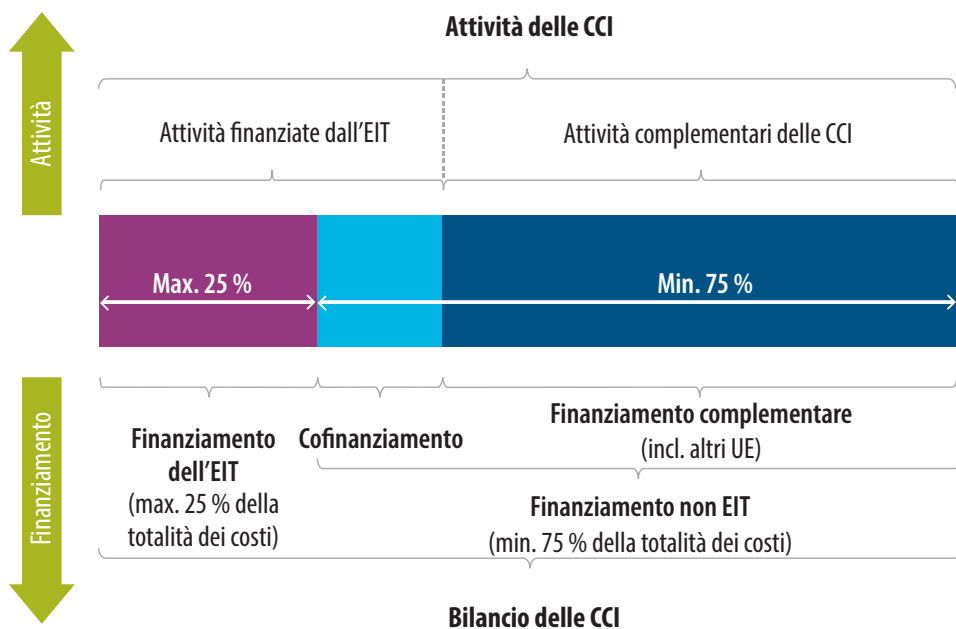 Attività delle CCI
Attività
Attività finanziate dall'EIT
Attività complementari delle CCI
Max. 25 %
Min. 75 %
Finanziamento
Finanziamento
dell'EIT
(max. 25 % della
totalità dei costi)
Cofinanziamento
Finanziamento complementare
(incl. altri UE)
Finanziamento non EIT
(min. 75 % della totalità dei costi)
Bilancio delle CCI